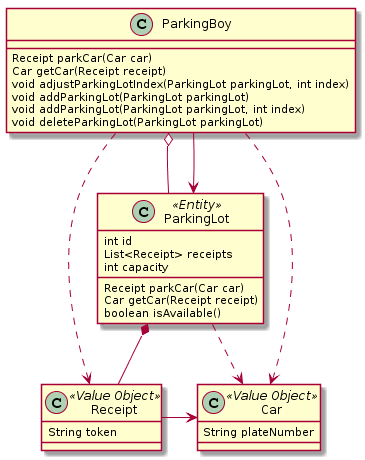 C ParkingBoy
Receipt parkCar(Car car)
Car getCar(Receipt receipt)
void adjustParkingLotIndex(ParkingLot parkingLot, int index)
void addParkingLot(ParkingLot parkingLot)
void addParkingLot(ParkingLot parkingLot, int index)
void deleteParkingLot(ParkingLot parkingLot)
C «Entity»
ParkingLot
int id
List<Receipt> receipts
int capacity
Receipt parkCar(Car car)
Car getCar(Receipt receipt)
boolean isAvailable()
C «Value Object»
Receipt
String token
C «Value Object»
Car
String plateNumber